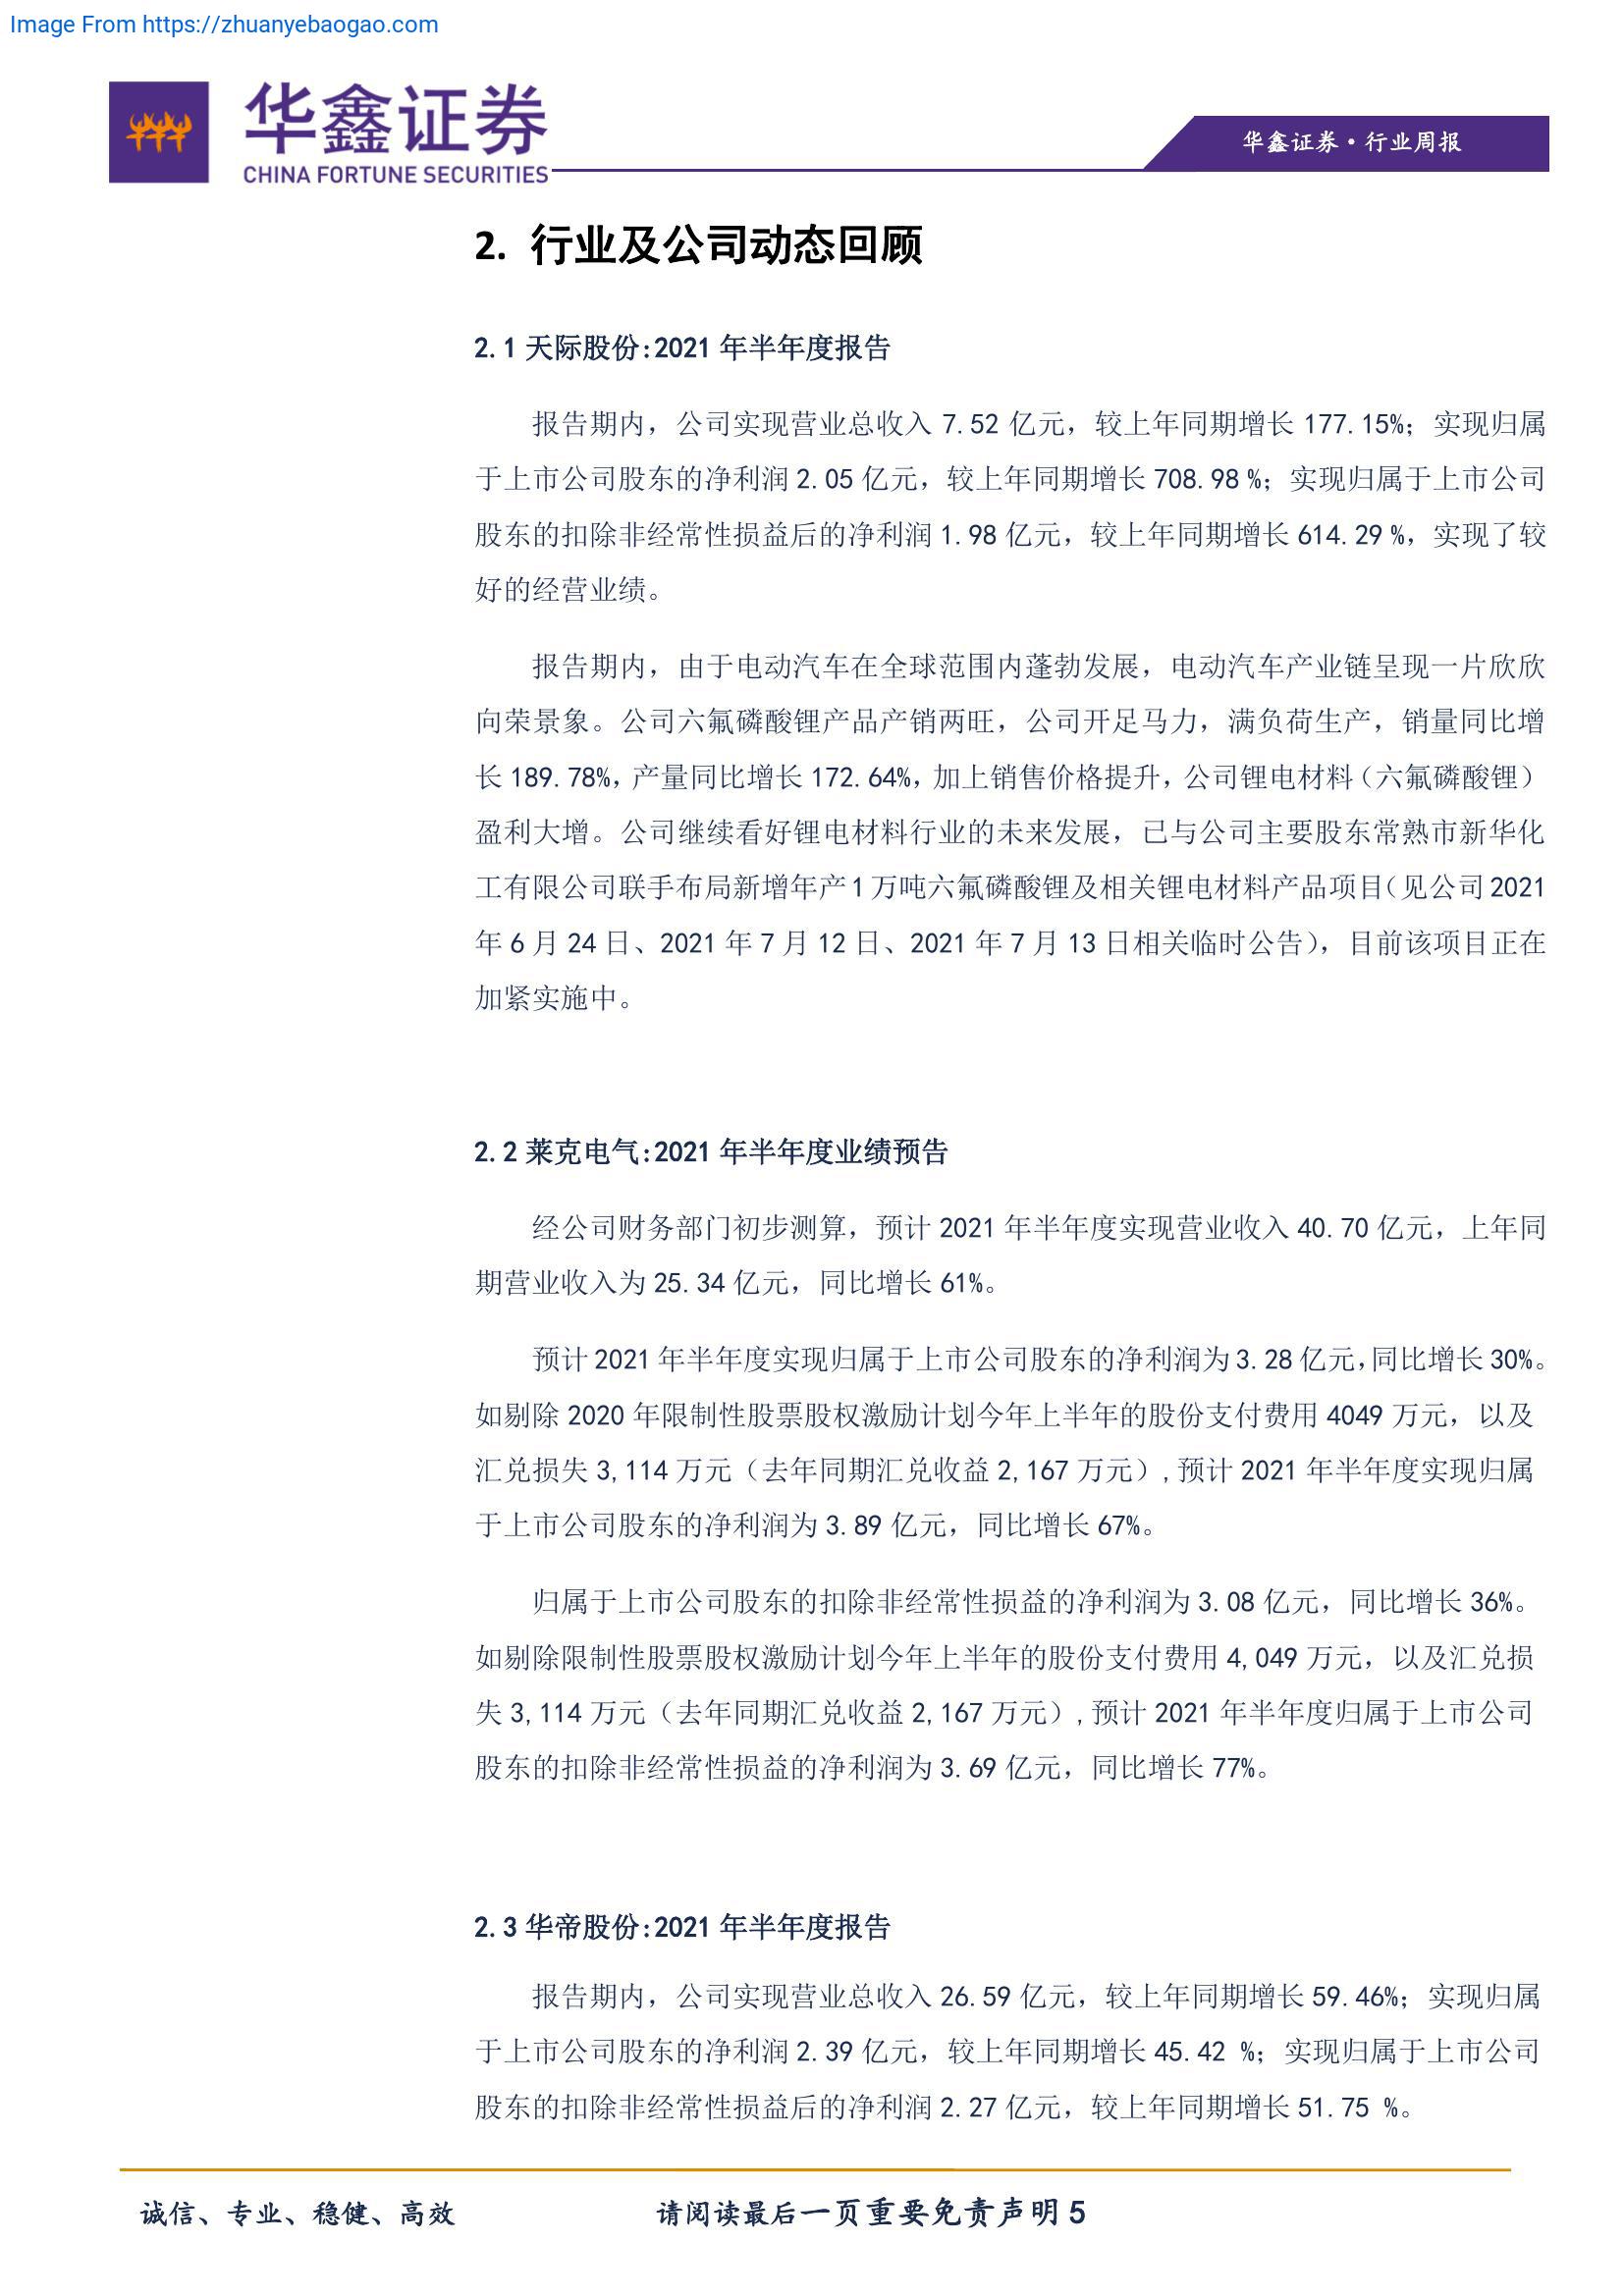 Image From https://zhuanyebaogao.com
华鑫证券
CHINA FORTUNE SECURITIES
华鑫证券·行业周报
2. 行业及公司动态回顾
2.1 天际股份:2021 年半年度报告
报告期内，公司实现营业总收入 7.52 亿元，较上年同期增长 177.15%；实现归属
于上市公司股东的净利润 2.05 亿元，较上年同期增长 708.98 %；实现归属于上市公司
股东的扣除非经常性损益后的净利润 1.98 亿元，较上年同期增长 614.29 %，实现了较
好的经营业绩。
报告期内，由于电动汽车在全球范围内蓬勃发展，电动汽车产业链呈现一片欣欣
向荣景象。公司六氟磷酸锂产品产销两旺，公司开足马力，满负荷生产，销量同比增
长 189.78%，产量同比增长 172.64%，加上销售价格提升，公司锂电材料（六氟磷酸锂）
盈利大增。公司继续看好锂电材料行业的未来发展，已与公司主要股东常熟市新华化
工有限公司联手布局新增年产 1 万吨六氟磷酸锂及相关锂电材料产品项目（见公司 2021
年 6 月 24 日、2021 年 7 月 12 日、2021 年 7 月 13 日相关临时公告），目前该项目正在
加紧实施中。
2.2 莱克电气:2021 年半年度业绩预告
经公司财务部门初步测算，预计 2021 年半年度实现营业收入 40.70 亿元，上年同
期营业收入为 25.34 亿元，同比增长 61%。
预计 2021 年半年度实现归属于上市公司股东的净利润为 3.28 亿元，同比增长 30%。
如剔除 2020 年限制性股票股权激励计划今年上半年的股份支付费用 4049 万元，以及
汇兑损失 3,114 万元（去年同期汇兑收益 2,167 万元）,预计 2021 年半年度实现归属
于上市公司股东的净利润为 3.89 亿元，同比增长 67%。
归属于上市公司股东的扣除非经常性损益的净利润为 3.08 亿元，同比增长 36%。
如剔除限制性股票股权激励计划今年上半年的股份支付费用 4,049 万元，以及汇兑损
失 3,114 万元（去年同期汇兑收益 2,167 万元）,预计 2021 年半年度归属于上市公司
股东的扣除非经常性损益的净利润为 3.69 亿元，同比增长 77%。
2.3 华帝股份:2021 年半年度报告
报告期内，公司实现营业总收入 26.59 亿元，较上年同期增长 59.46%；实现归属
于上市公司股东的净利润 2.39 亿元，较上年同期增长 45.42 %；实现归属于上市公司
股东的扣除非经常性损益后的净利润 2.27 亿元，较上年同期增长 51.75 %。
诚信、专业、稳健、高效 请阅读最后一页重要免责声明 5